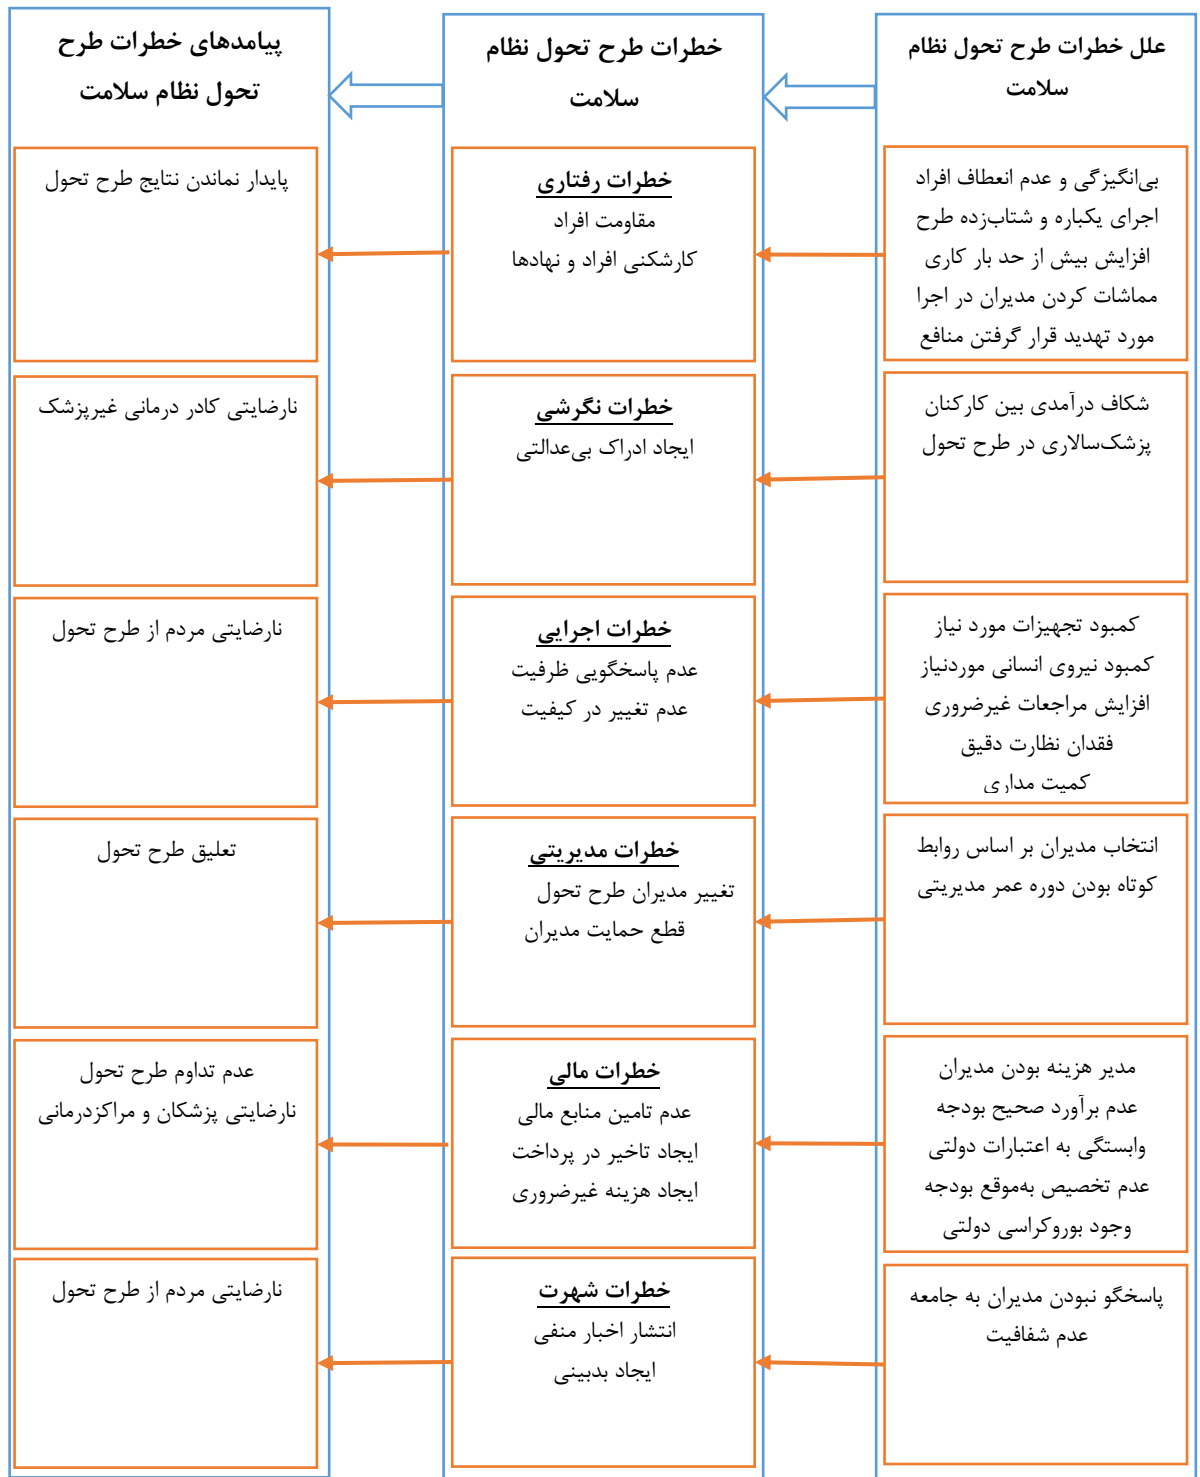 علل خطرات طرح تحول نظام
سلامت
بی‌انگیزگی و عدم انعطاف افراد
اجرای یکباره و شتاب‌زده طرح
افزایش بیش از حد بار کاری
مماشات کردن مدیران در اجرا
مورد تهدید قرار گرفتن منافع
شکاف درآمدی بین کارکنان
پزشک‌سالاری در طرح تحول
کمبود تجهیزات مورد نیاز
کمبود نیروی انسانی موردنیاز
افزایش مراجعات غیرضروری
فقدان نظارت دقیق
کمیت مداری
انتخاب مدیران بر اساس روابط
کوتاه بودن دوره عمر مدیریتی
مدیر هزینه بودن مدیران
عدم برآورد صحیح بودجه
وابستگی به اعتبارات دولتی
عدم تخصیص به‌موقع بودجه
وجود بوروکراسی دولتی
پاسخگو نبودن مدیران به جامعه
عدم شفافیت
خطرات طرح تحول نظام
سلامت
خطرات رفتاری
مقاومت افراد
کارشکنی افراد و نهادها
خطرات نگرشی
ایجاد ادراک بی‌عدالتی
خطرات اجرایی
عدم پاسخگویی ظرفیت
عدم تغییر در کیفیت
خطرات مدیریتی
تغییر مدیران طرح تحول
قطع حمایت مدیران
خطرات مالی
عدم تامین منابع مالی
ایجاد تاخیر در پرداخت
ایجاد هزینه غیرضروری
خطرات شهرت
انتشار اخبار منفی
ایجاد بدبینی
پیامدهای خطرات طرح
تحول نظام سلامت
پایدار نماندن نتایج طرح تحول
نارضایتی کادر درمانی غیرپزشک
نارضایتی مردم از طرح تحول
تعلیق طرح تحول
عدم تداوم طرح تحول
نارضایتی پزشکان و مراکزدرمانی
نارضایتی مردم از طرح تحول